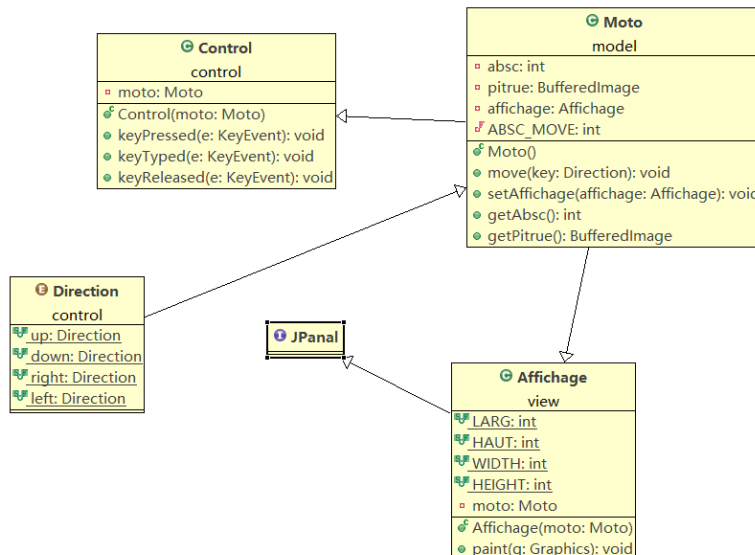 Control
control
moto: Moto
Control(moto: Moto)
keyPressed(e: KeyEvent): void
keyTyped(e: KeyEvent): void
keyReleased(e: KeyEvent): void
Moto
model
absc: int
pitrue: BufferedImage
affichage: Affichage
ABSC_MOVE: int
Moto()
move(key: Direction): void
setAffichage(affichage: Affichage): void
getAbsc(): int
getPitrue(): BufferedImage
Direction
control
up: Direction
down: Direction
right: Direction
left: Direction
JPanal
Affichage
view
LARG: int
HAUT: int
WIDTH: int
HEIGHT: int
moto: Moto
Affichage(moto: Moto)
paint(g: Graphics): void